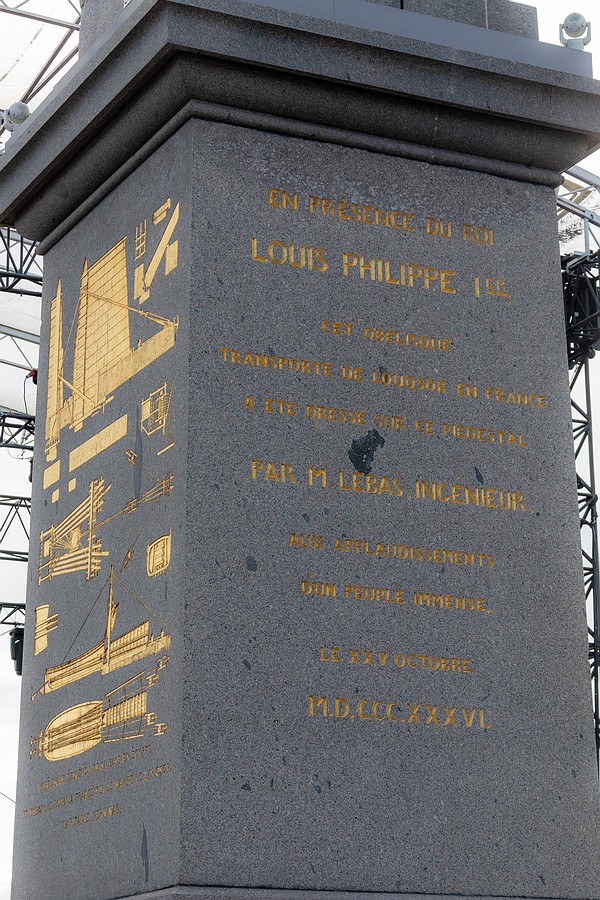 EN PRESENCE DU ROI
LOUIS PHILIPPE IER
CET OBELISQUE
TRANSPORTE DE LOUQSOR EN FRANCE
A ETE DRESSE SUR CE PIEDESTAL
PAR M. LEBAS, INGENIEUR
AUX APPLAUDISSEMENTS
D'UN PEUPLE IMMENSE,
LE XXV OCTOBRE
M.D.CCC.XXXVI.